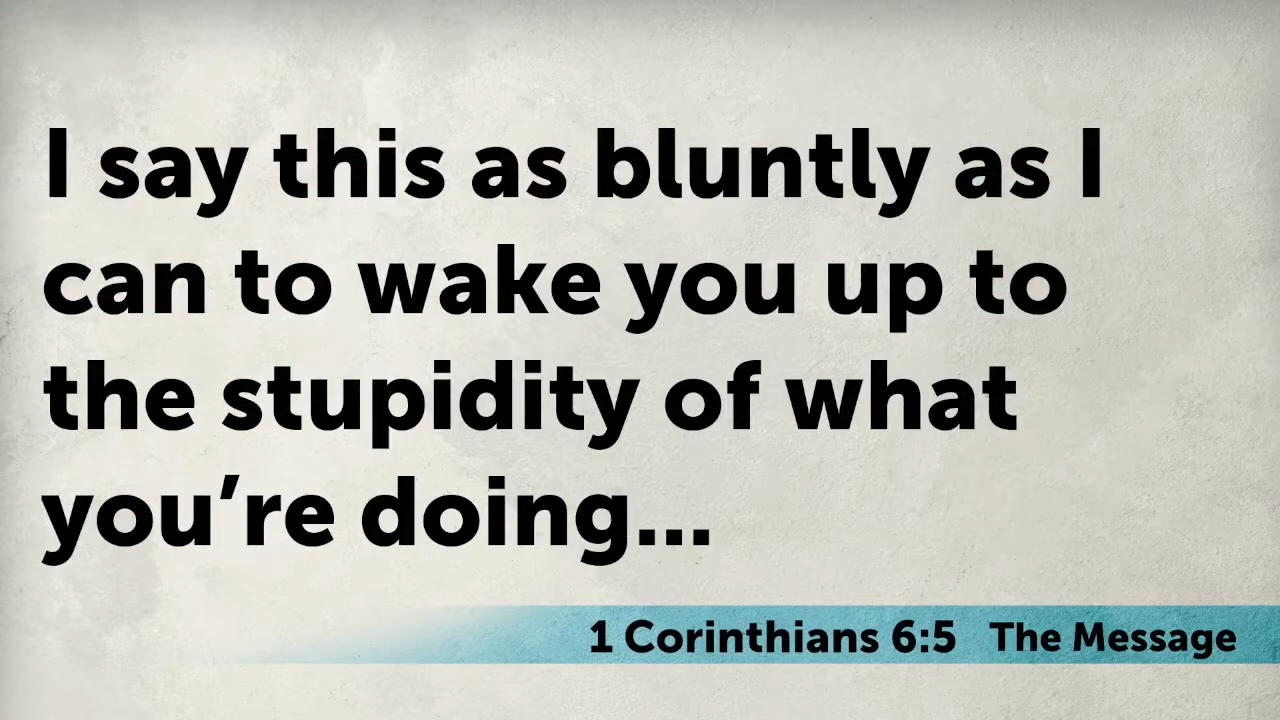 I say this as bluntly as I
can to wake you up to
the stupidity of what
you’re doing...
1 Corinthians 6:5 The Message